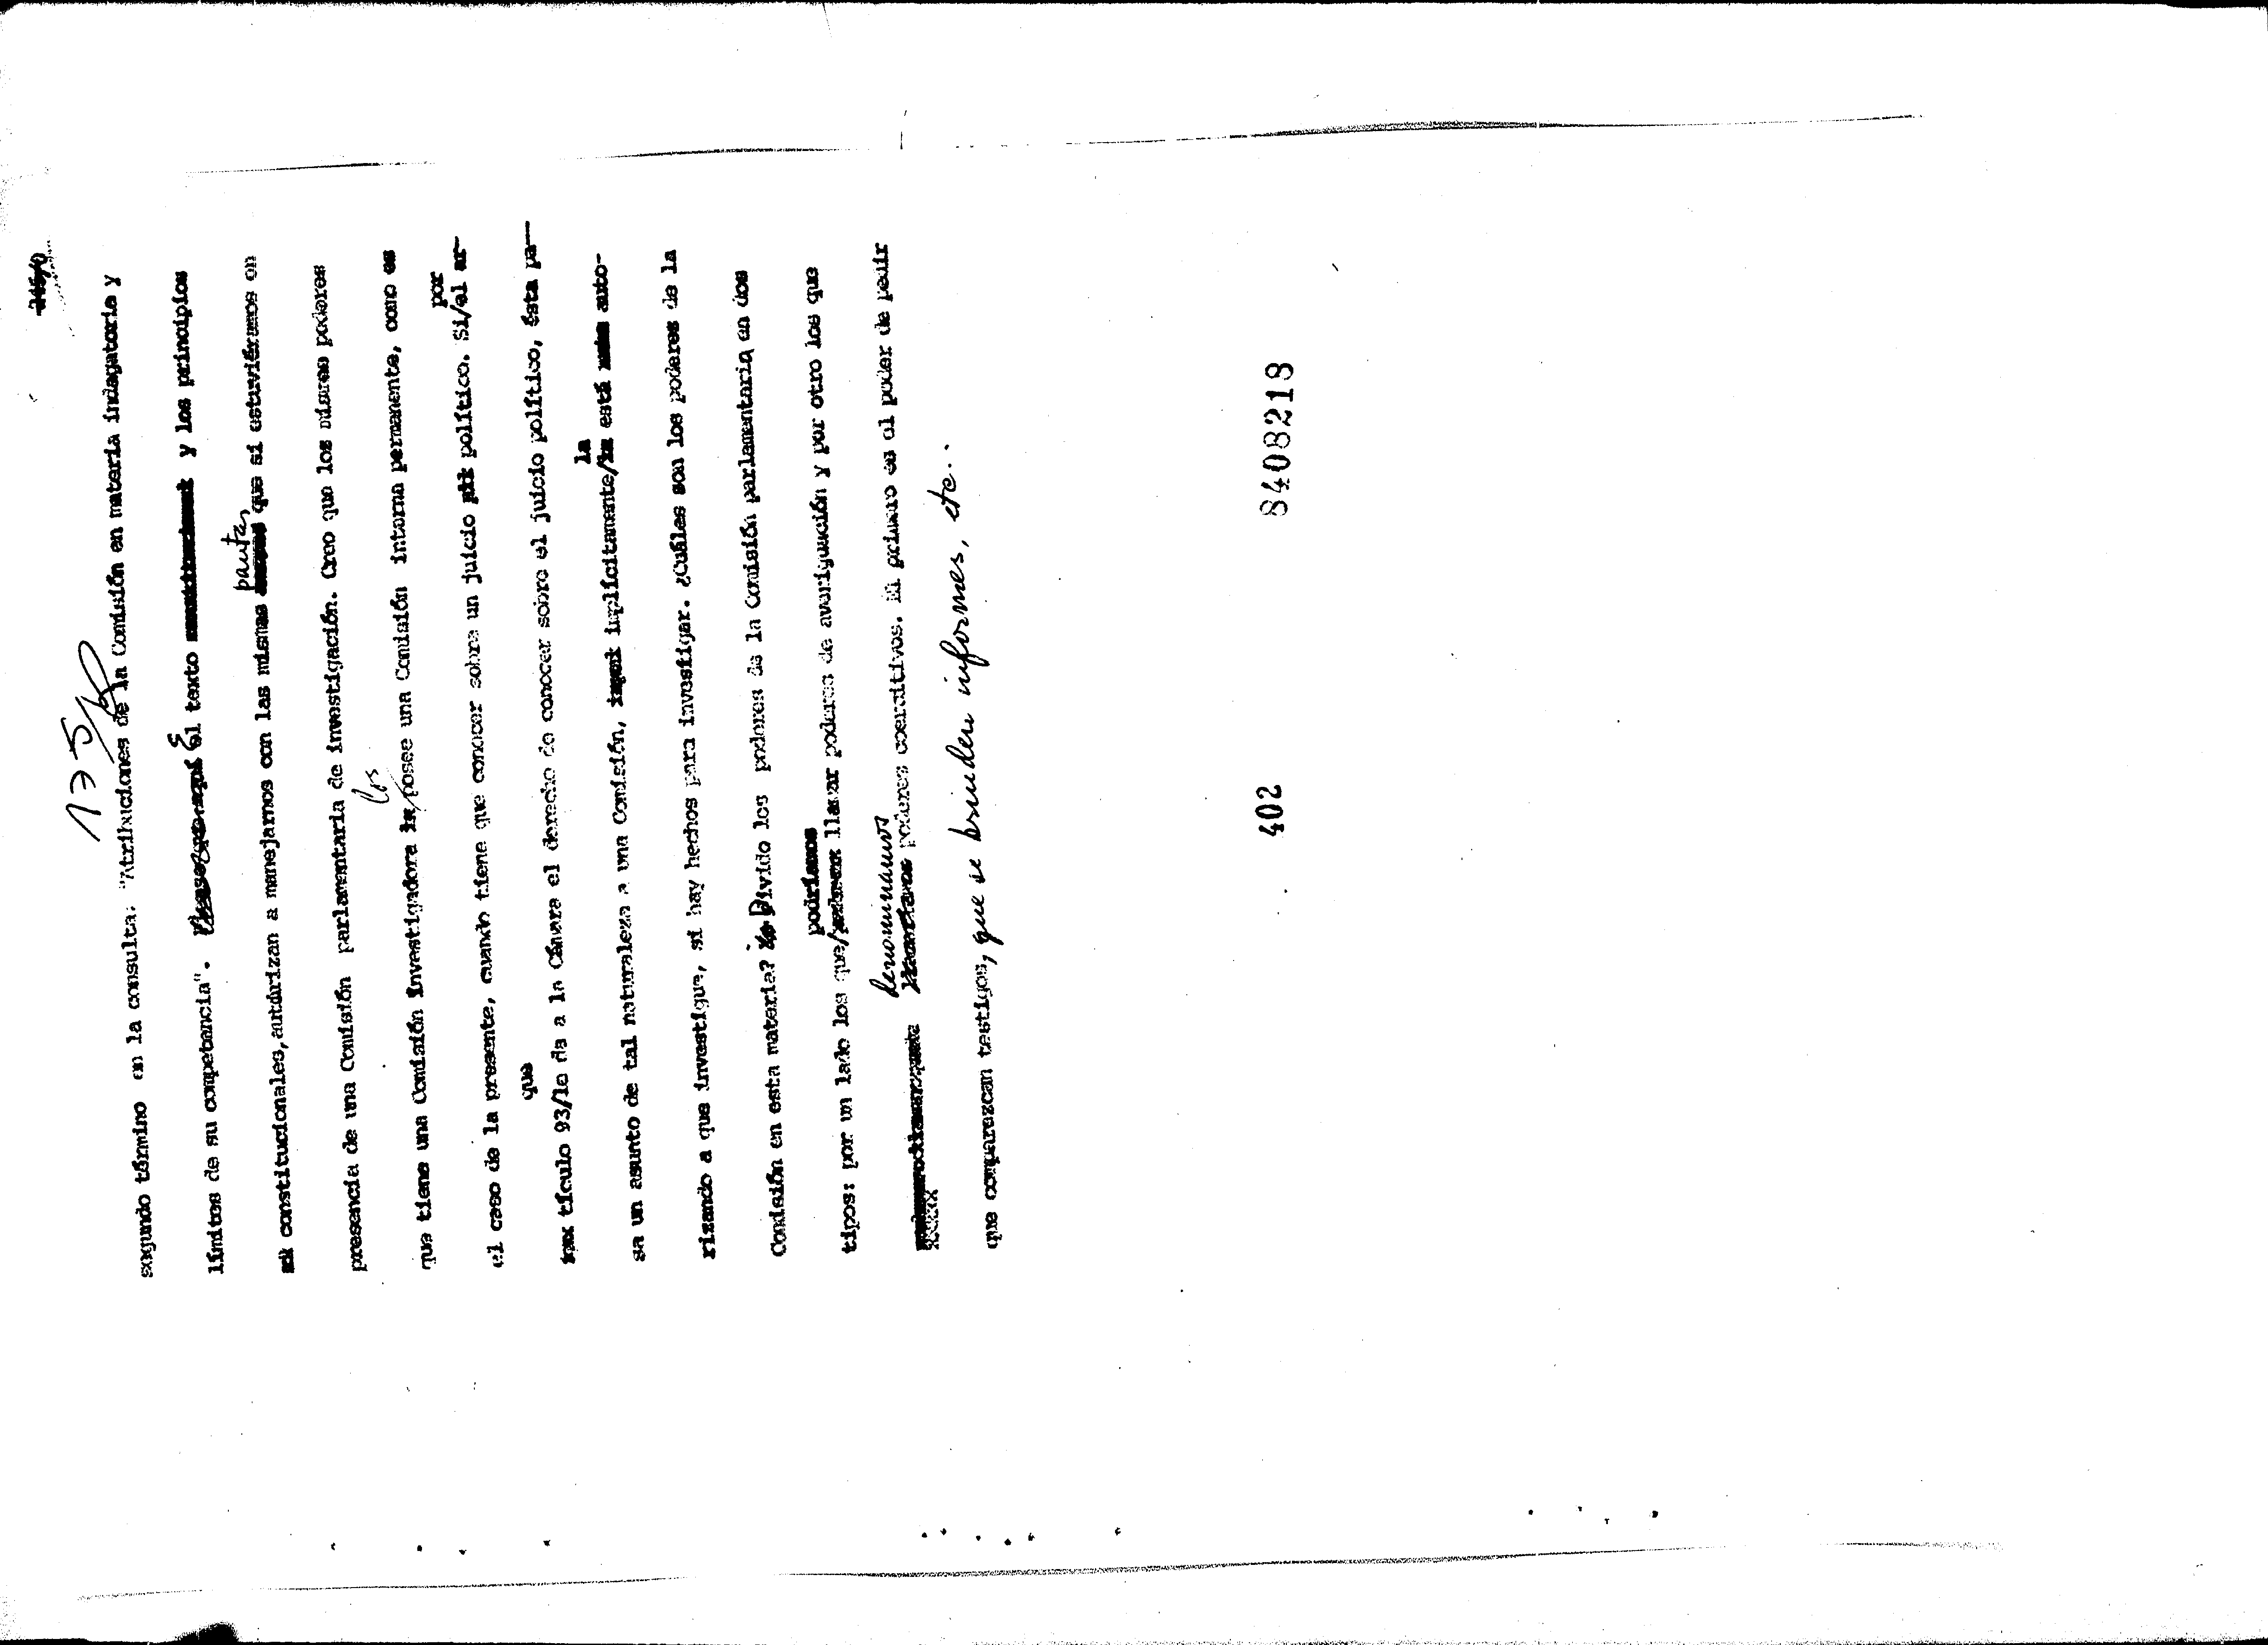 135/6
segundo término en la consulta: "Atribuciones de la Comisión en materia indagatoria y
límites de su competencia". El texto y los principios
constitucionales, autorizan a manejarnos con las mismas pautas que si estuviéramos en
presencia de una Comisión parlamentaria de investigación. Creo que los mismos poderes
que tiene una Comisión Investigadora los posee una Comisión interna permanente, como es
el caso de la presente, cuando tiene que conocer sobre un juicio político. Si/el por ar-
tículo 93/le que da a la Cámara el derecho de conocer sobre el juicio político, ésta pa-
sa un asunto de tal naturaleza a una Comisión, implícitamente/ la está auto-
rizando a que investigue, si hay hechos para investigar. ¿Cuáles son los poderes de la
Comisión en esta materia? Divido los poderes de la Comisión parlamentaria en dos
tipos: por un lado los que/ podríamos llamar poderes de averiguación y por otro los que
denominamos poderes coercitivos. El primero es el poder de pedir
que comparezcan testigos, que se brinden informes, etc..
402
8408218